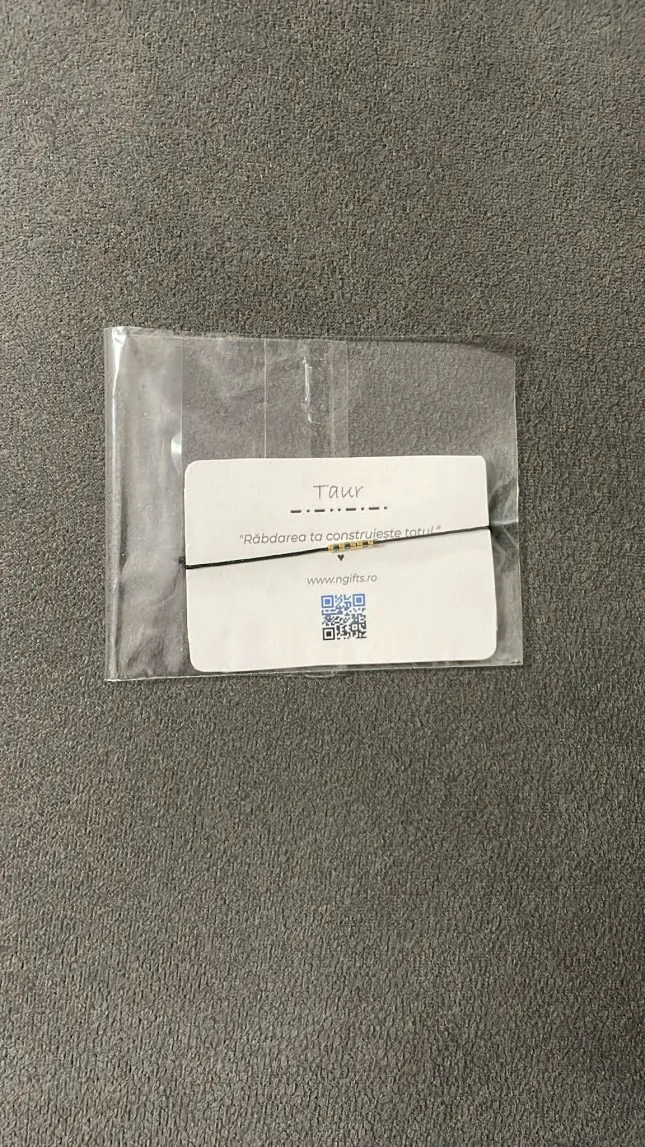 Taur
"Răbdarea ta construiește totul."
www.ngifts.ro